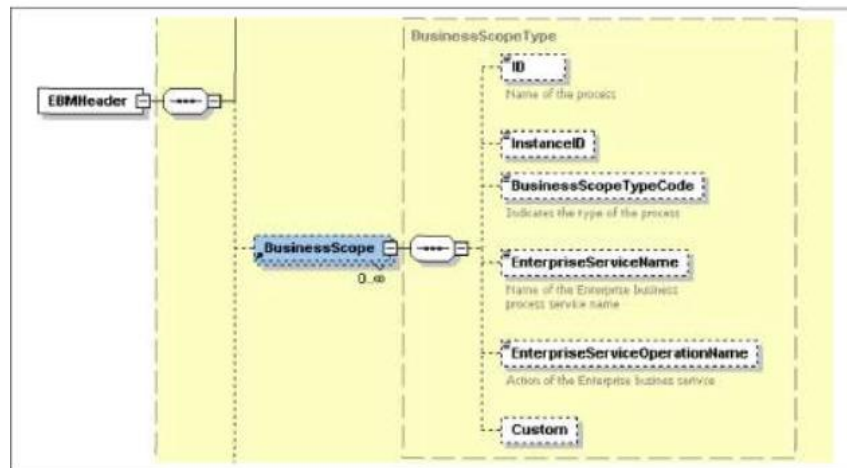 BusinessScopeType
ID
Name of the process
EBMHeader
InstanceID
BusinessScopeTypeCode
Indicates the type of the process
BusinessScope
0..∞
EnterpriseServiceName
Name of the Enterprise business
process service name
EnterpriseServiceOperationName
Action of the Enterprise business service
Custom